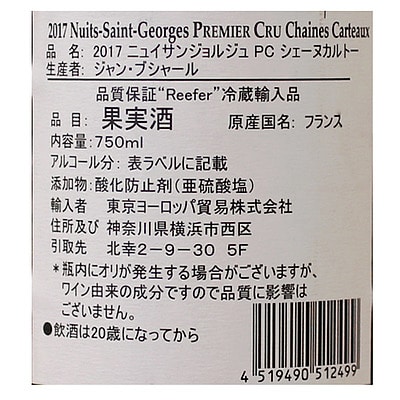 2017 Nuits-Saint-Georges PREMIER CRU Chaines Carteaux
品 名: 2017 ニュイサンジョルジュ PC シェーヌカルトー
生産者: ジャン・ブシャール
品質保証“Reefer”冷蔵輸入品
品 目: 果実酒 原産国名: フランス
内容量: 750ml
アルコール分: 表ラベルに記載
添加物: 酸化防止剤(亜硫酸塩)
輸入者 東京ヨーロッパ貿易株式会社
住所及び 神奈川県横浜市西区
引取先 北幸2-9-30 5F
*瓶内にオリが発生する場合がございますが、
ワイン由来の成分ですので品質に影響は
ございません。
●飲酒は20歳になってから
4 519490 512499